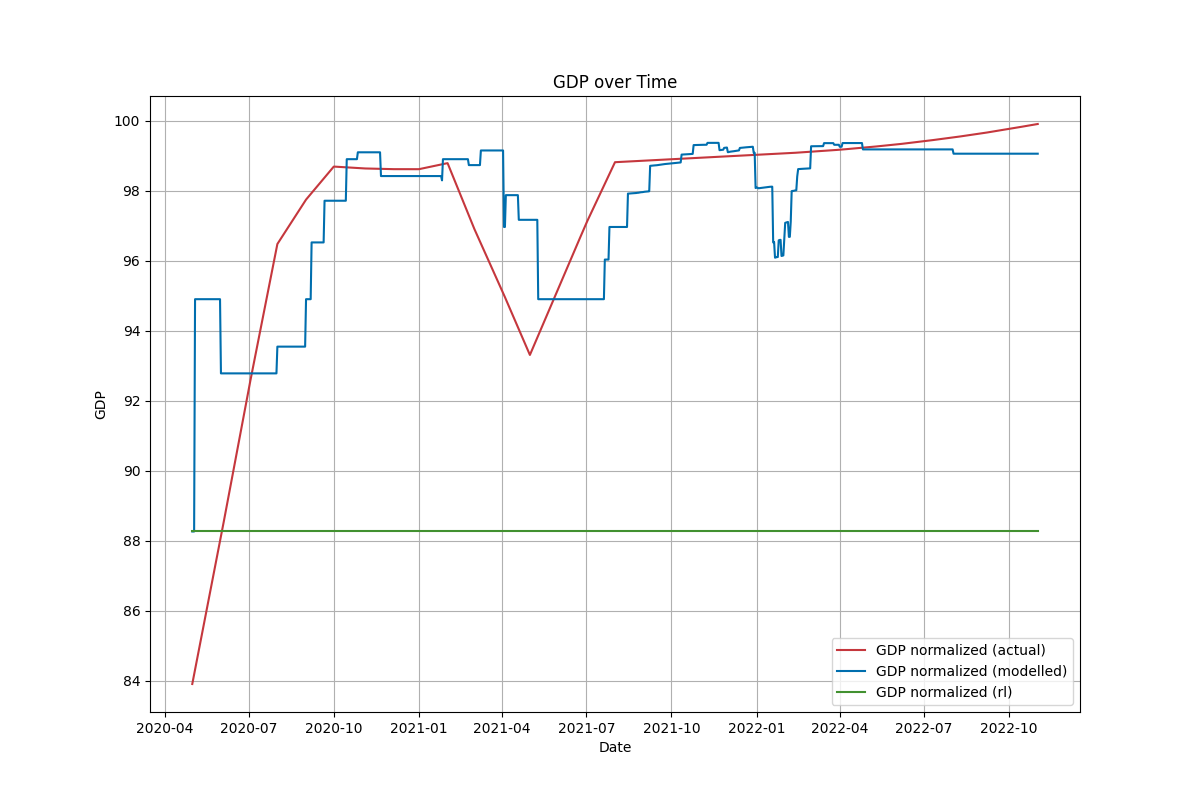 GDP over Time
100
98
96
94
92
90
88
86
84
GDP
GDP normalized (actual)
GDP normalized (modelled)
GDP normalized (rl)
2020-04 2020-07 2020-10 2021-01 2021-04 2021-07 2021-10 2022-01 2022-04 2022-07 2022-10
Date